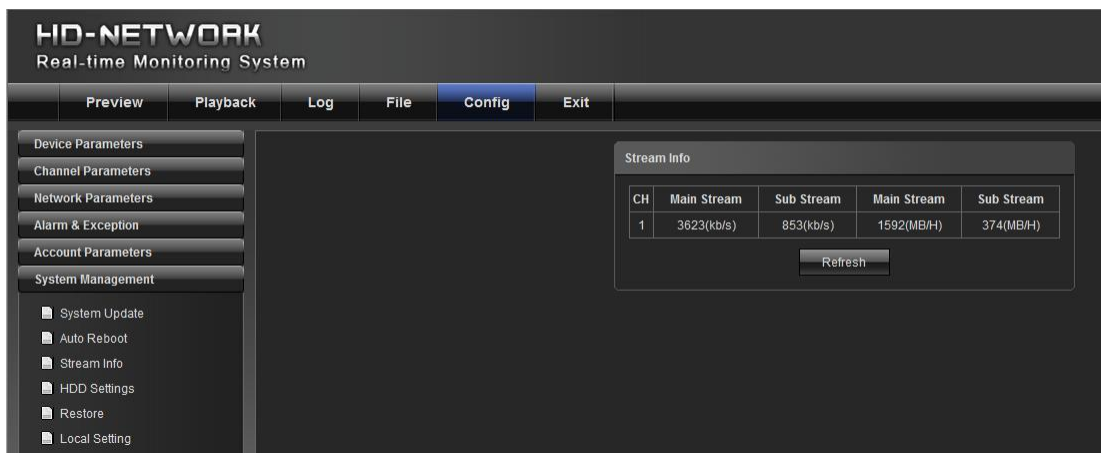 HD-NETWORK
Real-time Monitoring System
Preview Playback Log File Config Exit
Device Parameters
Channel Parameters
Network Parameters
Alarm & Exception
Account Parameters
System Management
System Update
Auto Reboot
Stream Info
HDD Settings
Restore
Local Setting
Stream Info
CH Main Stream Sub Stream Main Stream Sub Stream
1 3623(kb/s) 853(kb/s) 1592(MB/H) 374(MB/H)
Refresh